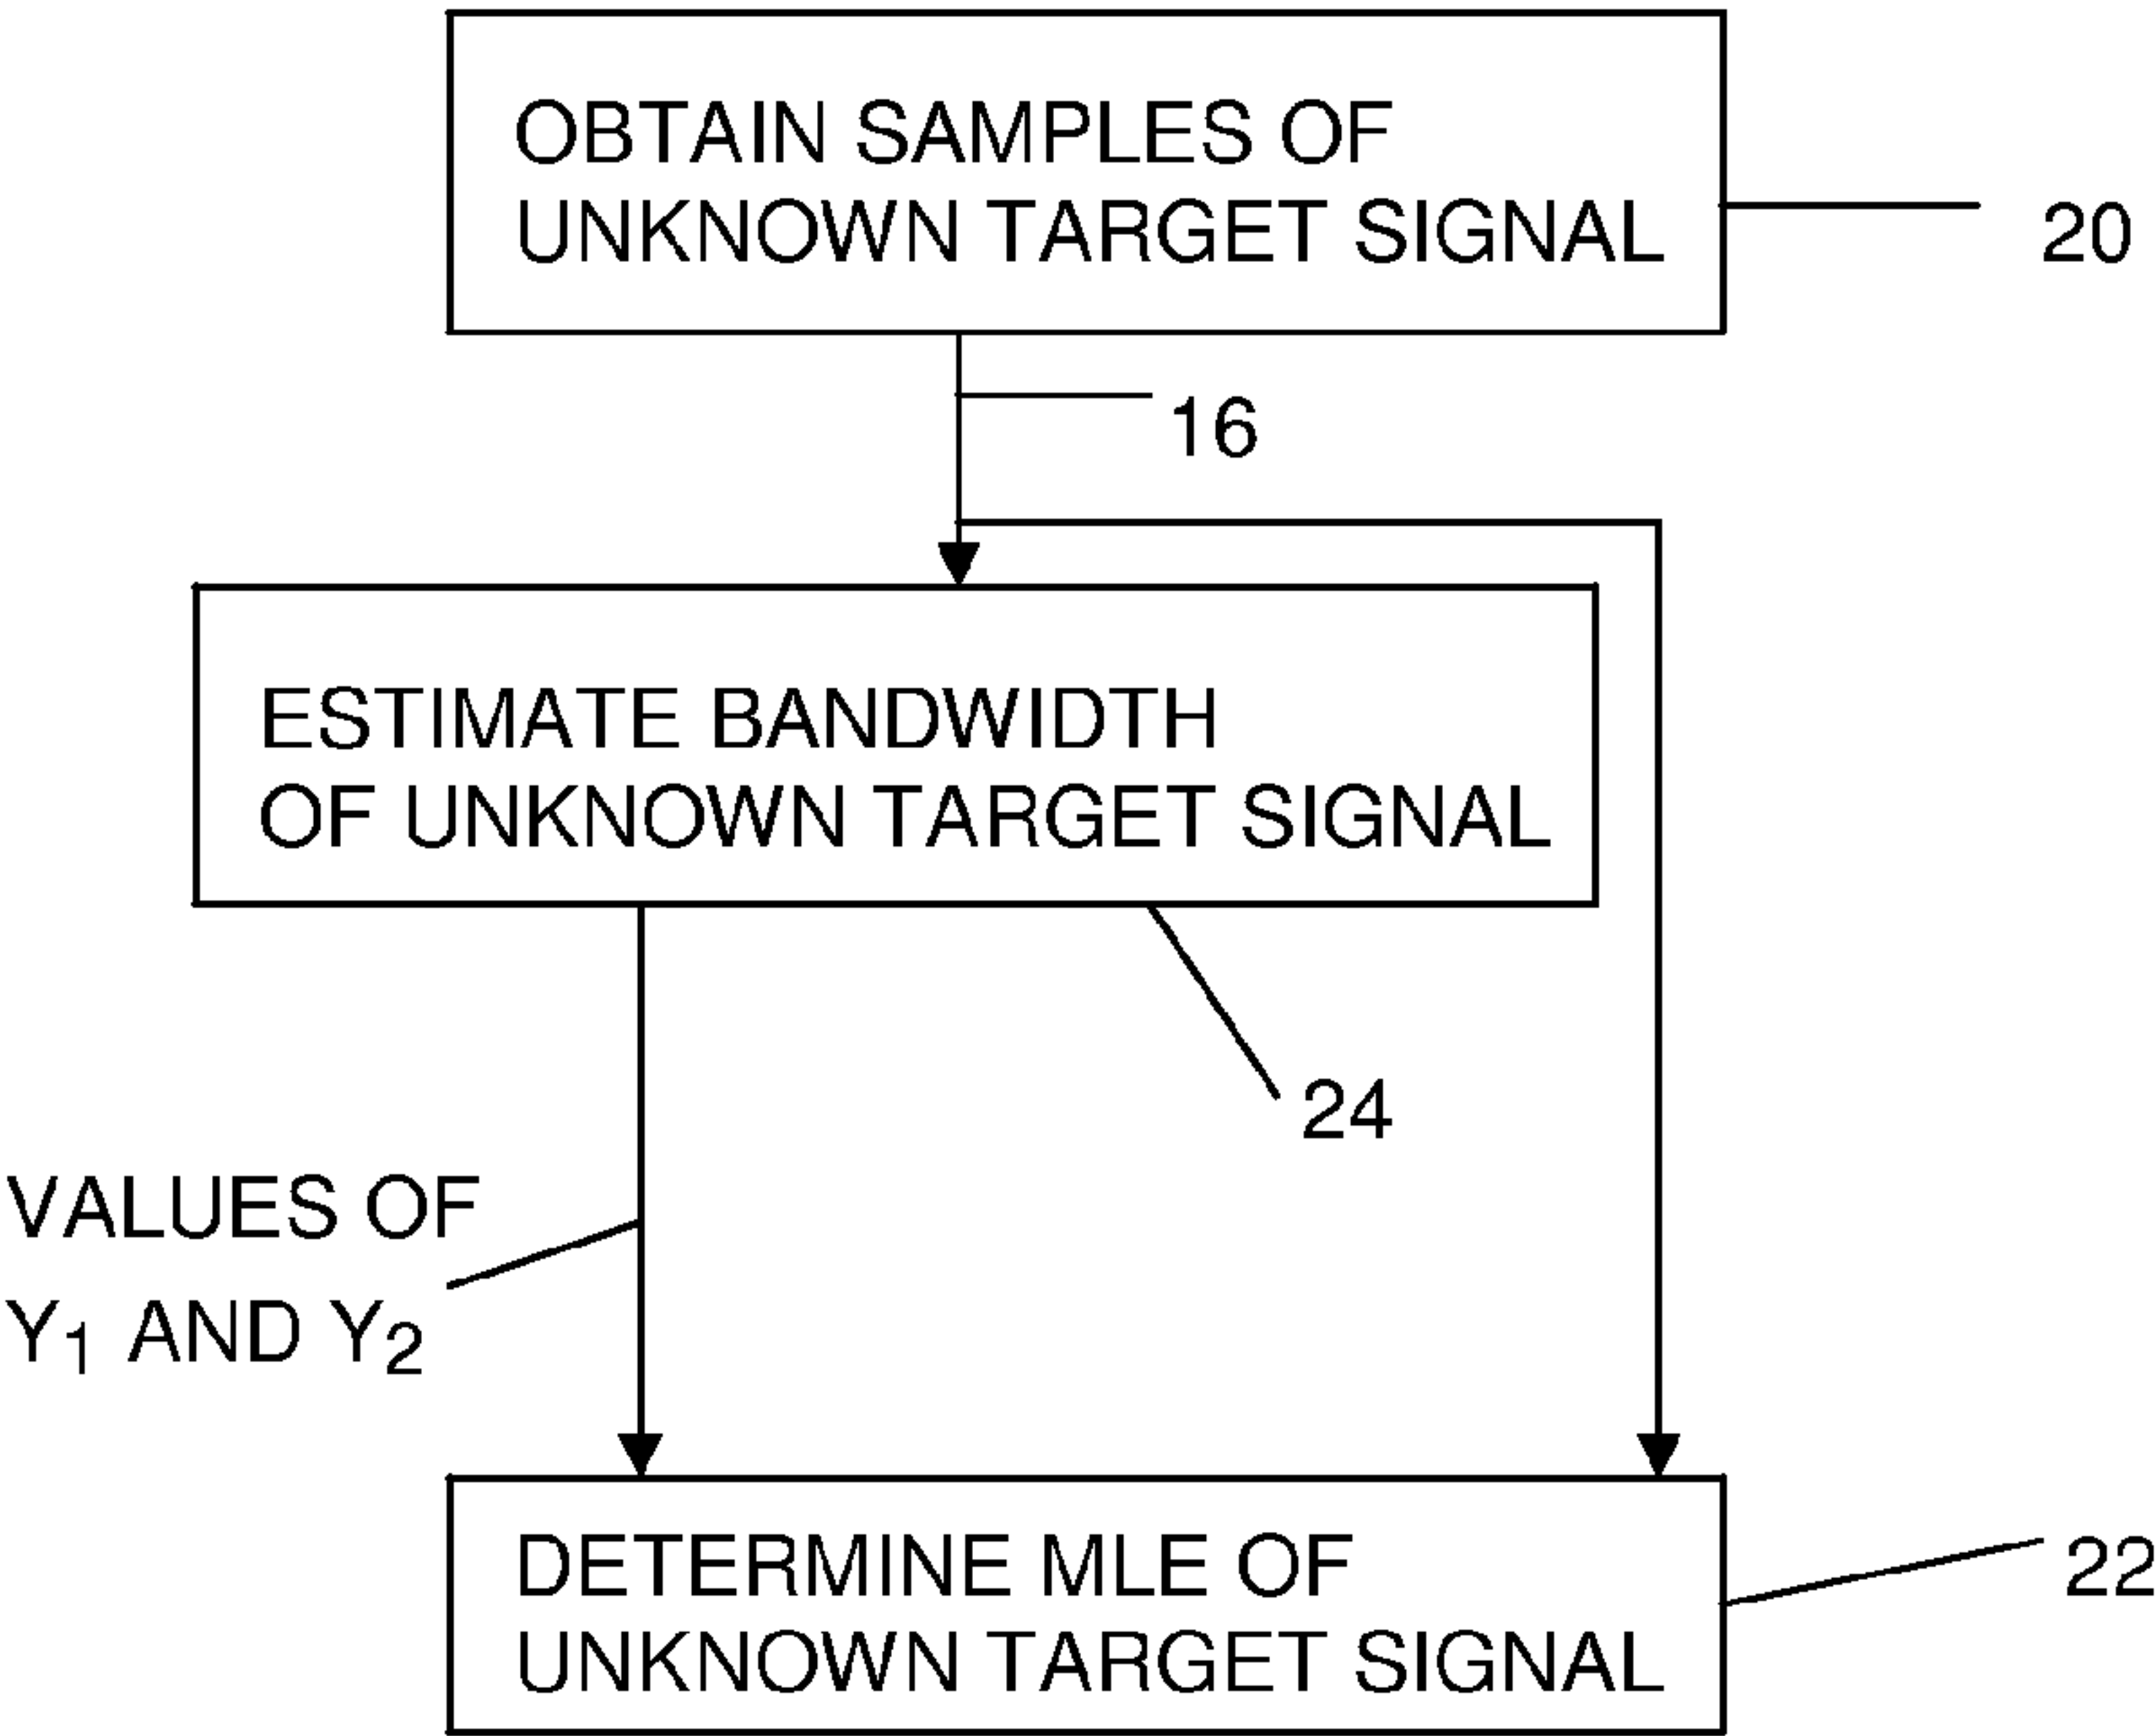 OBTAIN SAMPLES OF
UNKNOWN TARGET SIGNAL
20
16
ESTIMATE BANDWIDTH
OF UNKNOWN TARGET SIGNAL
24
VALUES OF
Y₁ AND Y₂
DETERMINE MLE OF
UNKNOWN TARGET SIGNAL
22